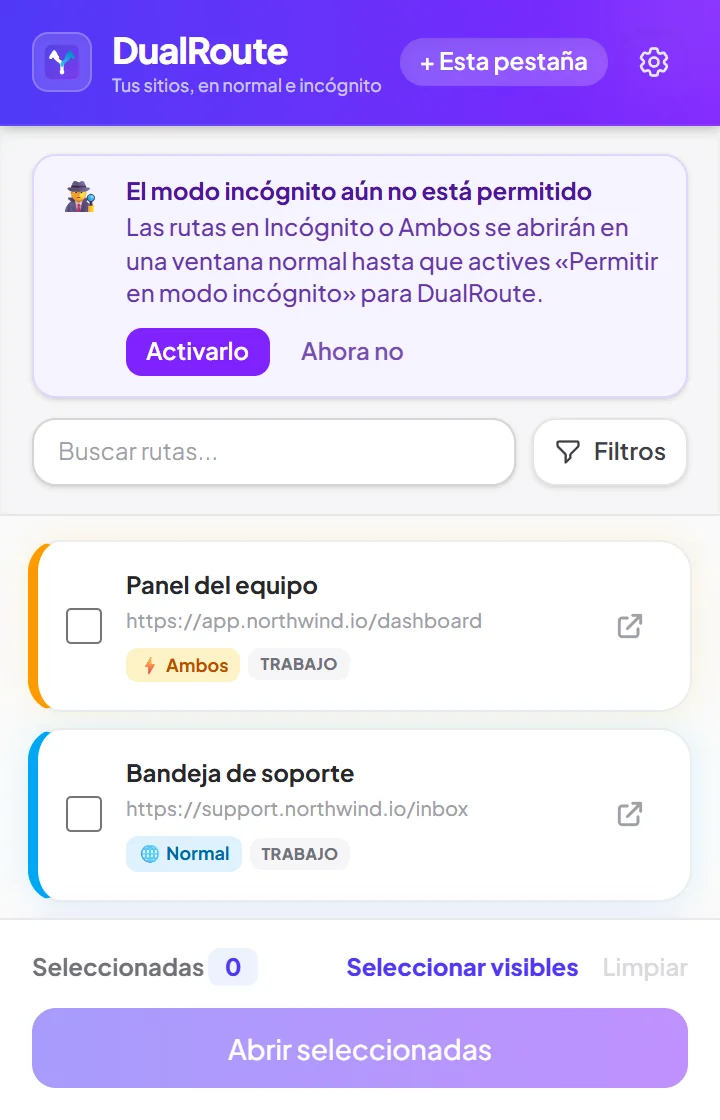 DualRoute
Tus sitios, en normal e incógnito
+ Esta pestaña
El modo incógnito aún no está permitido
Las rutas en Incógnito o Ambos se abrirán en
una ventana normal hasta que actives «Permitir
en modo incógnito» para DualRoute.
Activarlo
Ahora no
Buscar rutas...
Filtros
Panel del equipo
https://app.northwind.io/dashboard
Ambos
TRABAJO
Bandeja de soporte
https://support.northwind.io/inbox
Normal
TRABAJO
Seleccionadas 0
Seleccionar visibles
Limpiar
Abrir seleccionadas